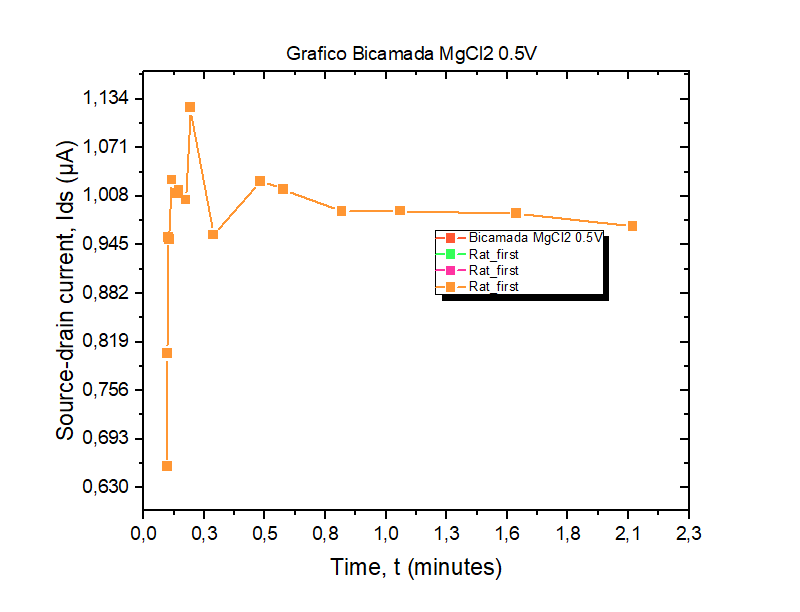 Grafico Bicamada MgCl2 0.5V
1,134
1,071
1,008
0,945
0,882
0,819
0,756
0,693
0,630
Source-drain current, Ids (µA)
Bicamada MgCl2 0.5V
Rat_first
Rat_first
Rat_first
0,0 0,3 0,5 0,8 1,0 1,3 1,6 1,8 2,1 2,3
Time, t (minutes)